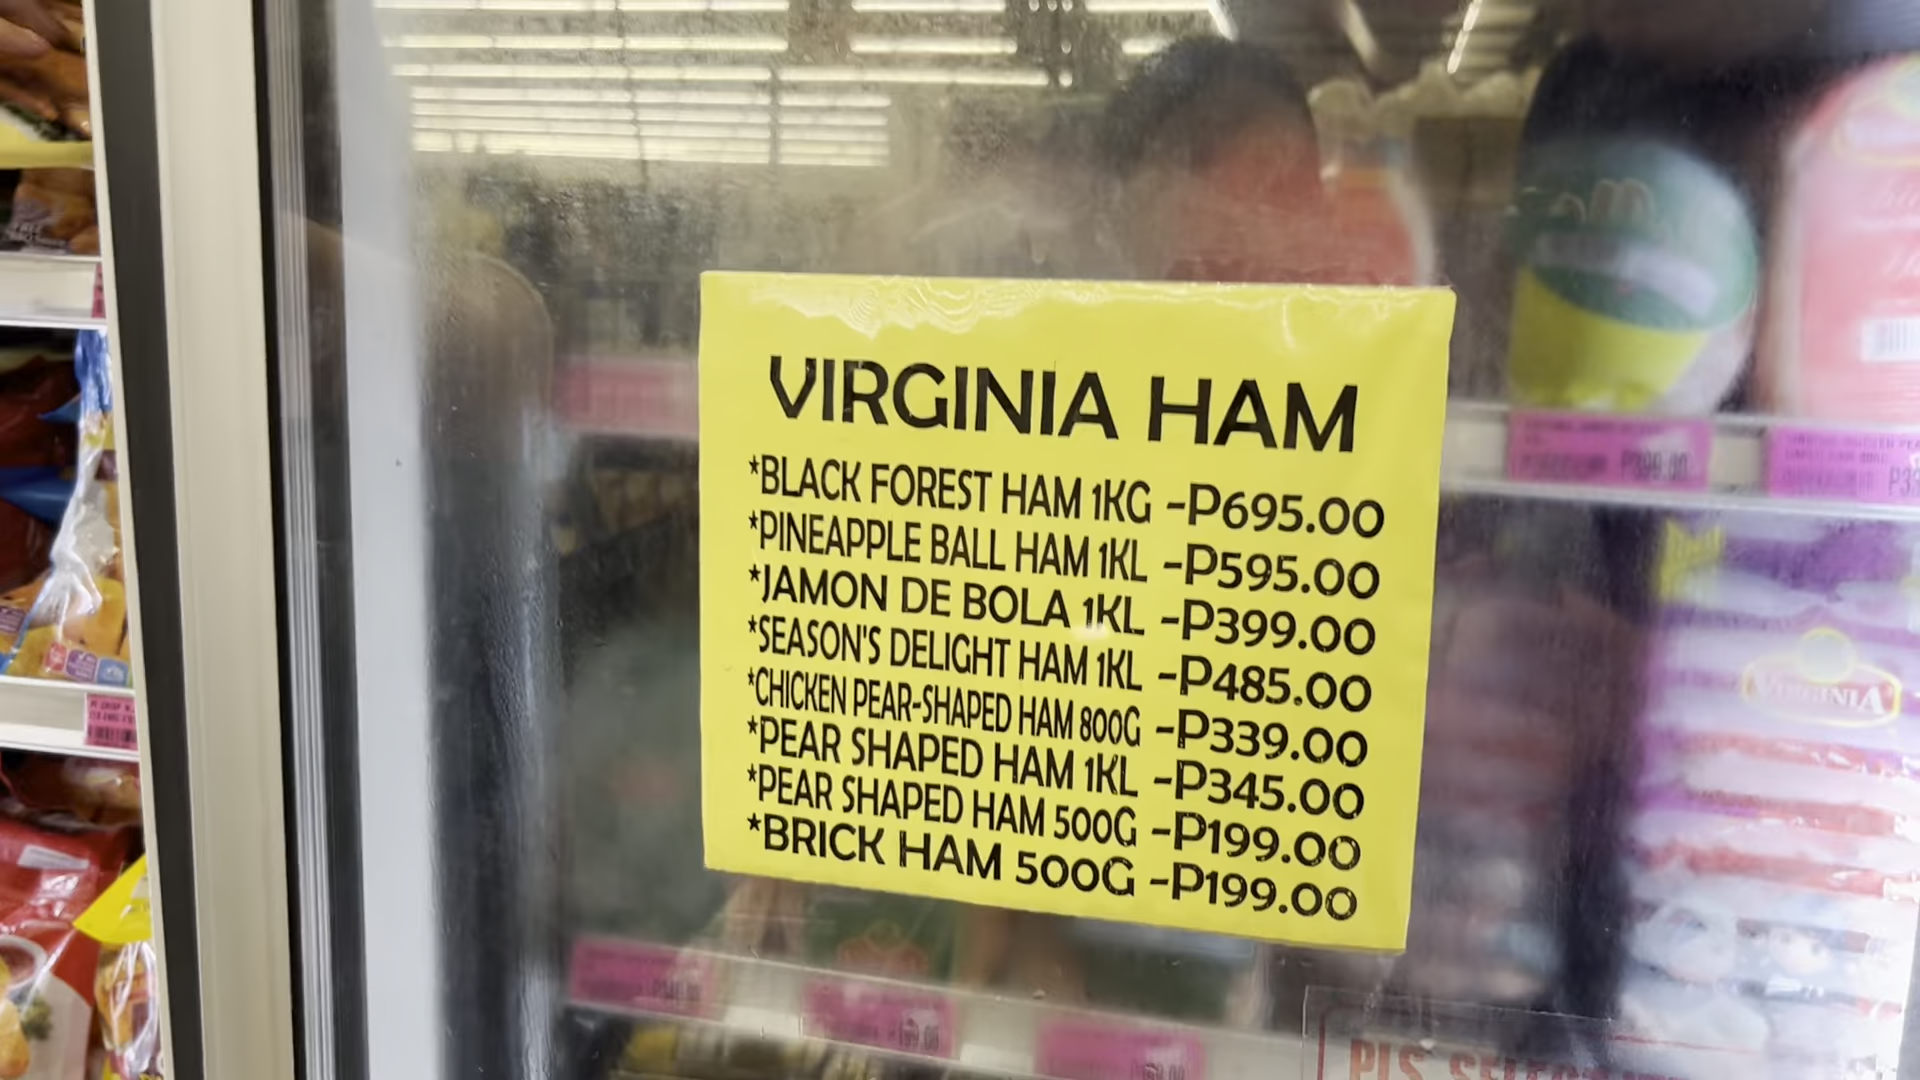 VIRGINIA HAM
*BLACK FOREST HAM 1KG -P695.00
*PINEAPPLE BALL HAM 1KL -P595.00
*JAMON DE BOLA 1KL -P399.00
*SEASON'S DELIGHT HAM 1KL -P485.00
*CHICKEN PEAR-SHAPED HAM 800G -P339.00
*PEAR SHAPED HAM 1KL -P345.00
*PEAR SHAPED HAM 500G -P199.00
*BRICK HAM 500G -P199.00
VIRGINIA
PLS.